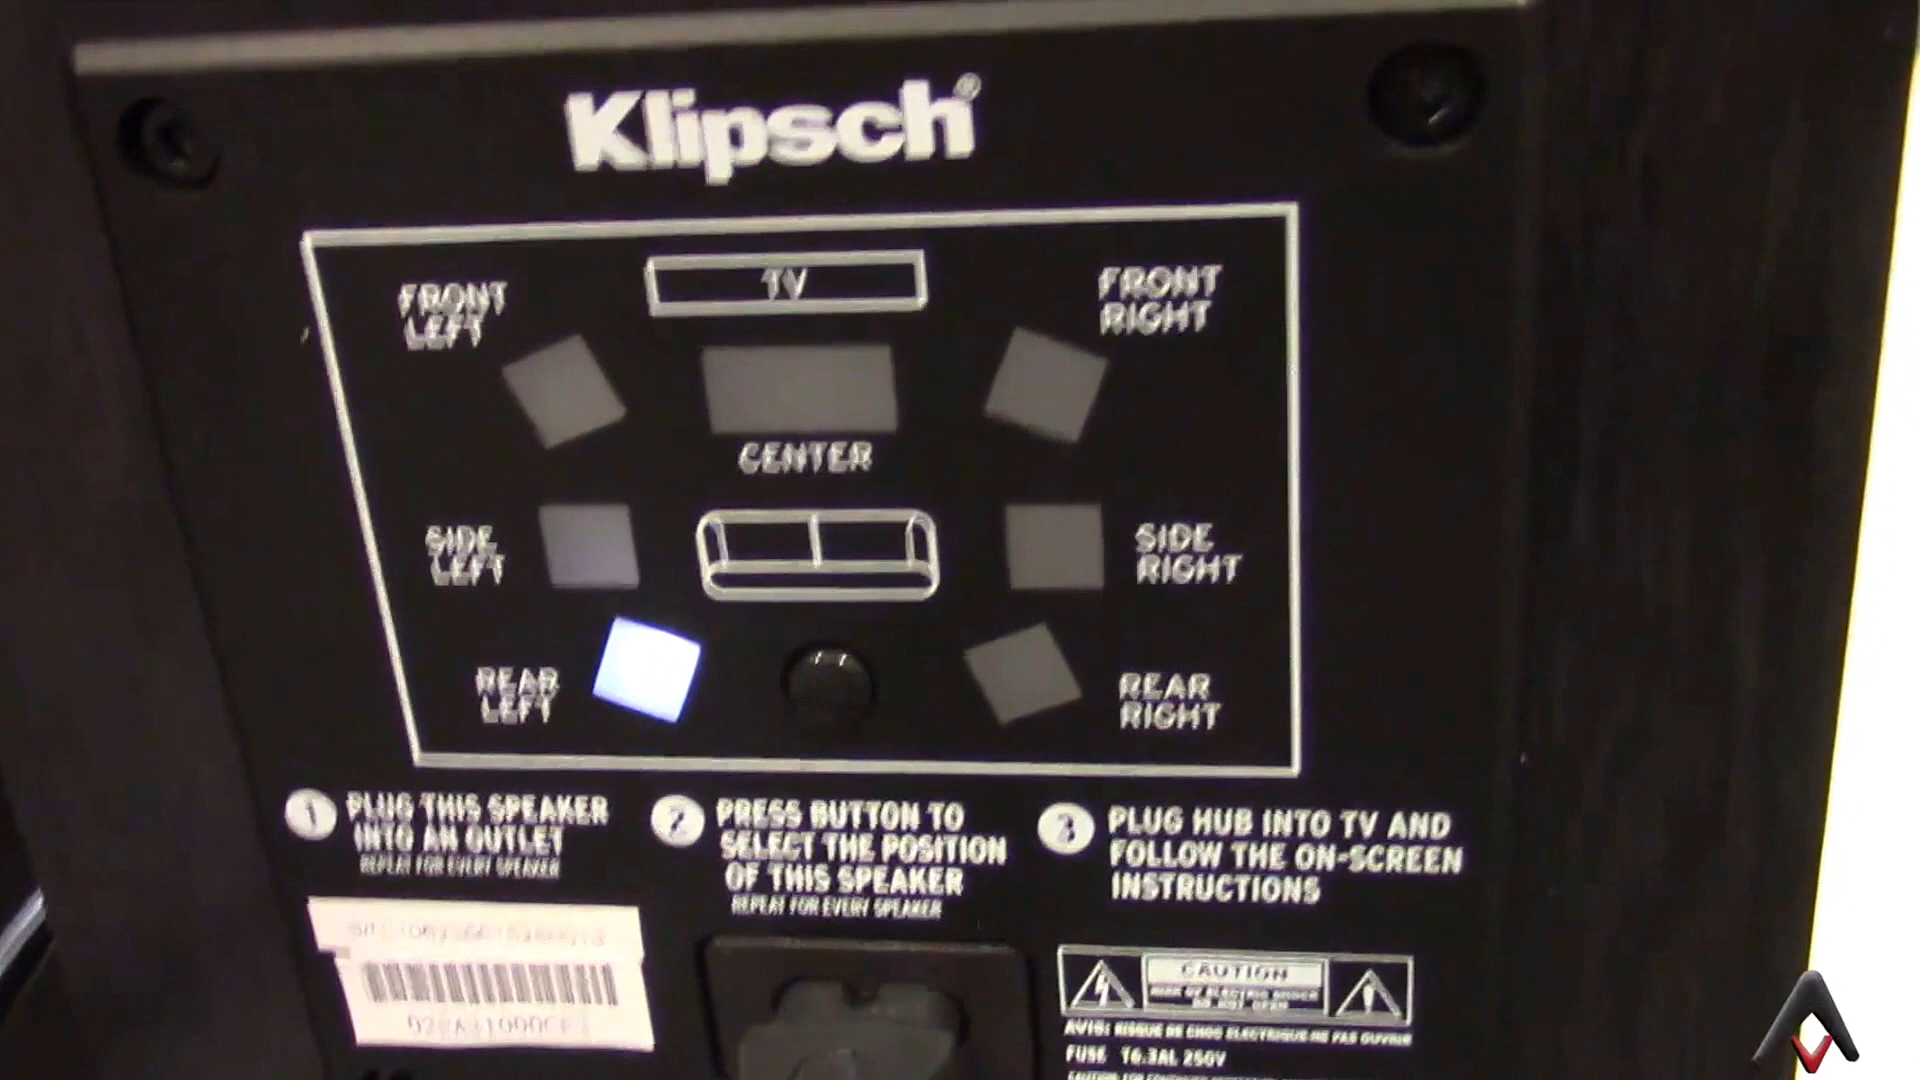 Klipsch®
TV
FRONT
LEFT
FRONT
RIGHT
CENTER
SIDE
LEFT
SIDE
RIGHT
REAR
LEFT
REAR
RIGHT
1 PLUG THIS SPEAKER
INTO AN OUTLET
REPEAT FOR EVERY SPEAKER
2 PRESS BUTTON TO
SELECT THE POSITION
OF THIS SPEAKER
REPEAT FOR EVERY SPEAKER
3 PLUG HUB INTO TV AND
FOLLOW THE ON-SCREEN
INSTRUCTIONS
CAUTION
RISK OF ELECTRIC SHOCK
DO NOT OPEN
AVIS: RISQUE DE CHOC ELECTRIQUE-NE PAS OUVRIR
FUSE T6.3AL 250V